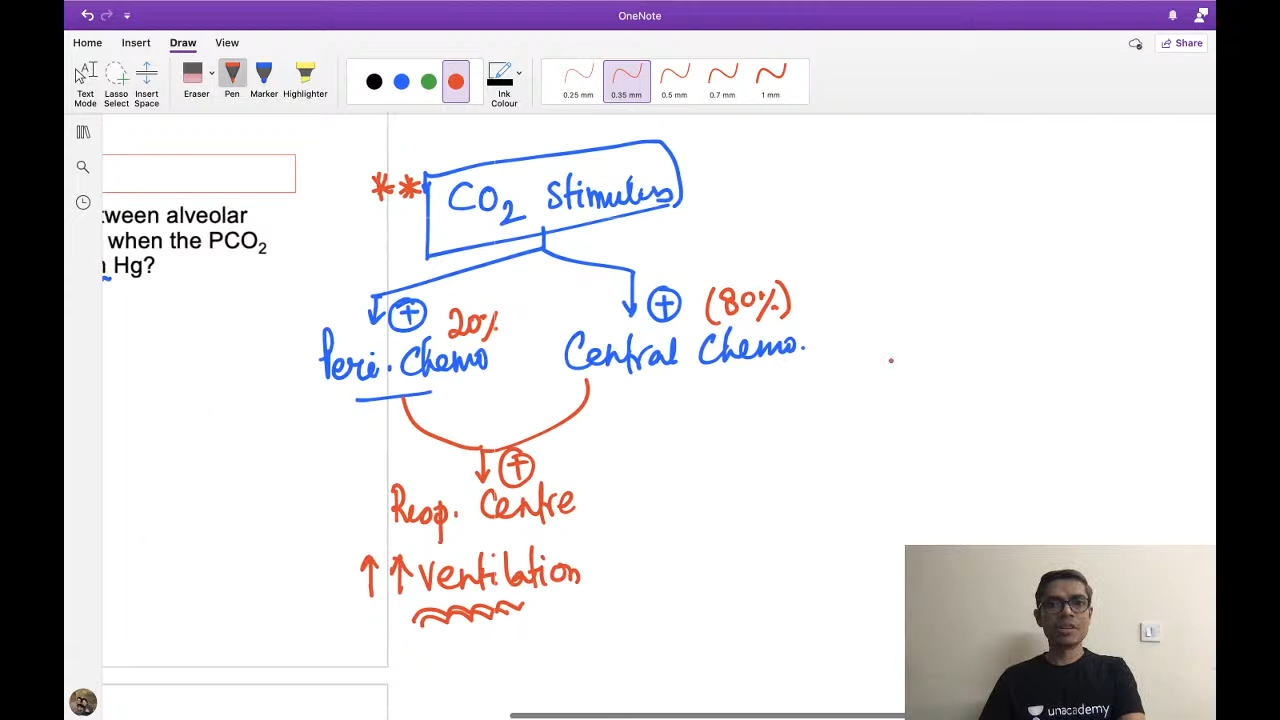 OneNote
Home Insert Draw View
Share
Text Mode
Lasso Select
Insert Space
Eraser
Pen
Marker
Highlighter
Ink Colour
0.25 mm 0.35 mm 0.5 mm 0.7 mm 1 mm
tween alveolar
when the PCO₂
Hg?
** CO₂ Stimulus
+ 20% + (80%)
Peri. Chemo Central Chemo.
+
Resp. Centre
↑ ↑ ventilation
unacademy